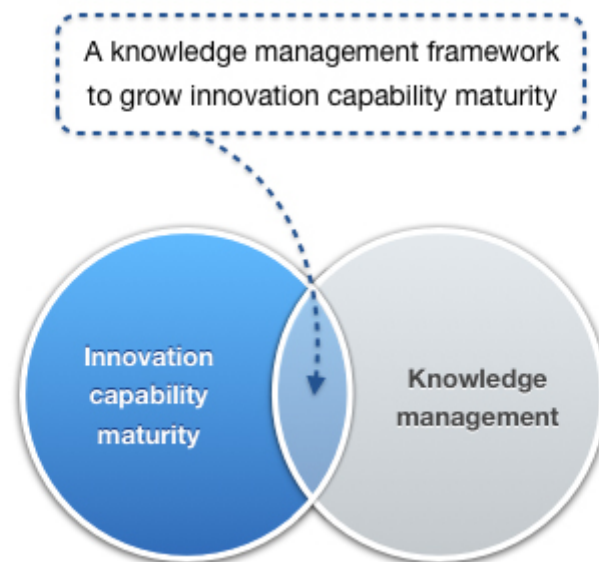 A knowledge management framework
to grow innovation capability maturity
Innovation
capability
maturity
Knowledge
management